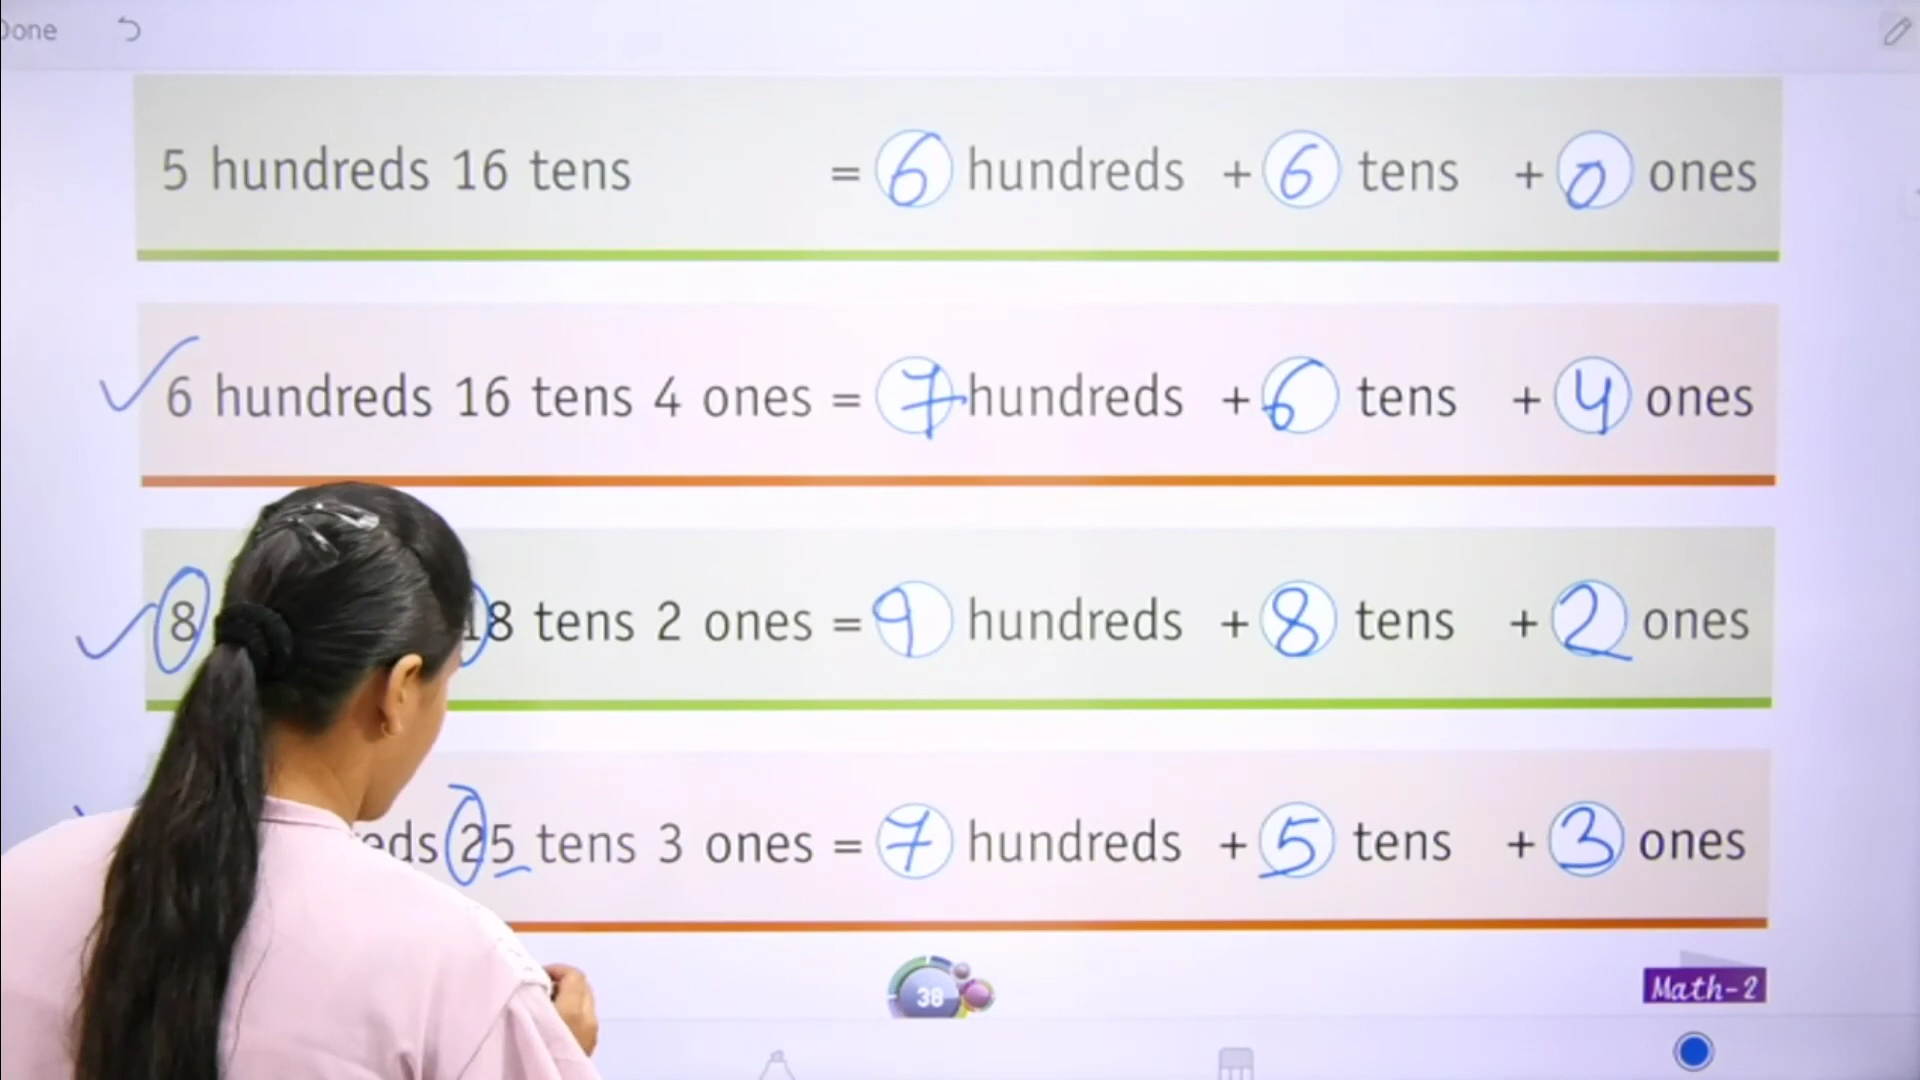 5 hundreds 16 tens = 6 hundreds + 6 tens + 0 ones
6 hundreds 16 tens 4 ones = 7 hundreds + 6 tens + 4 ones
8 18 tens 2 ones = 9 hundreds + 8 tens + 2 ones
25 tens 3 ones = 7 hundreds + 5 tens + 3 ones
38
Math-2